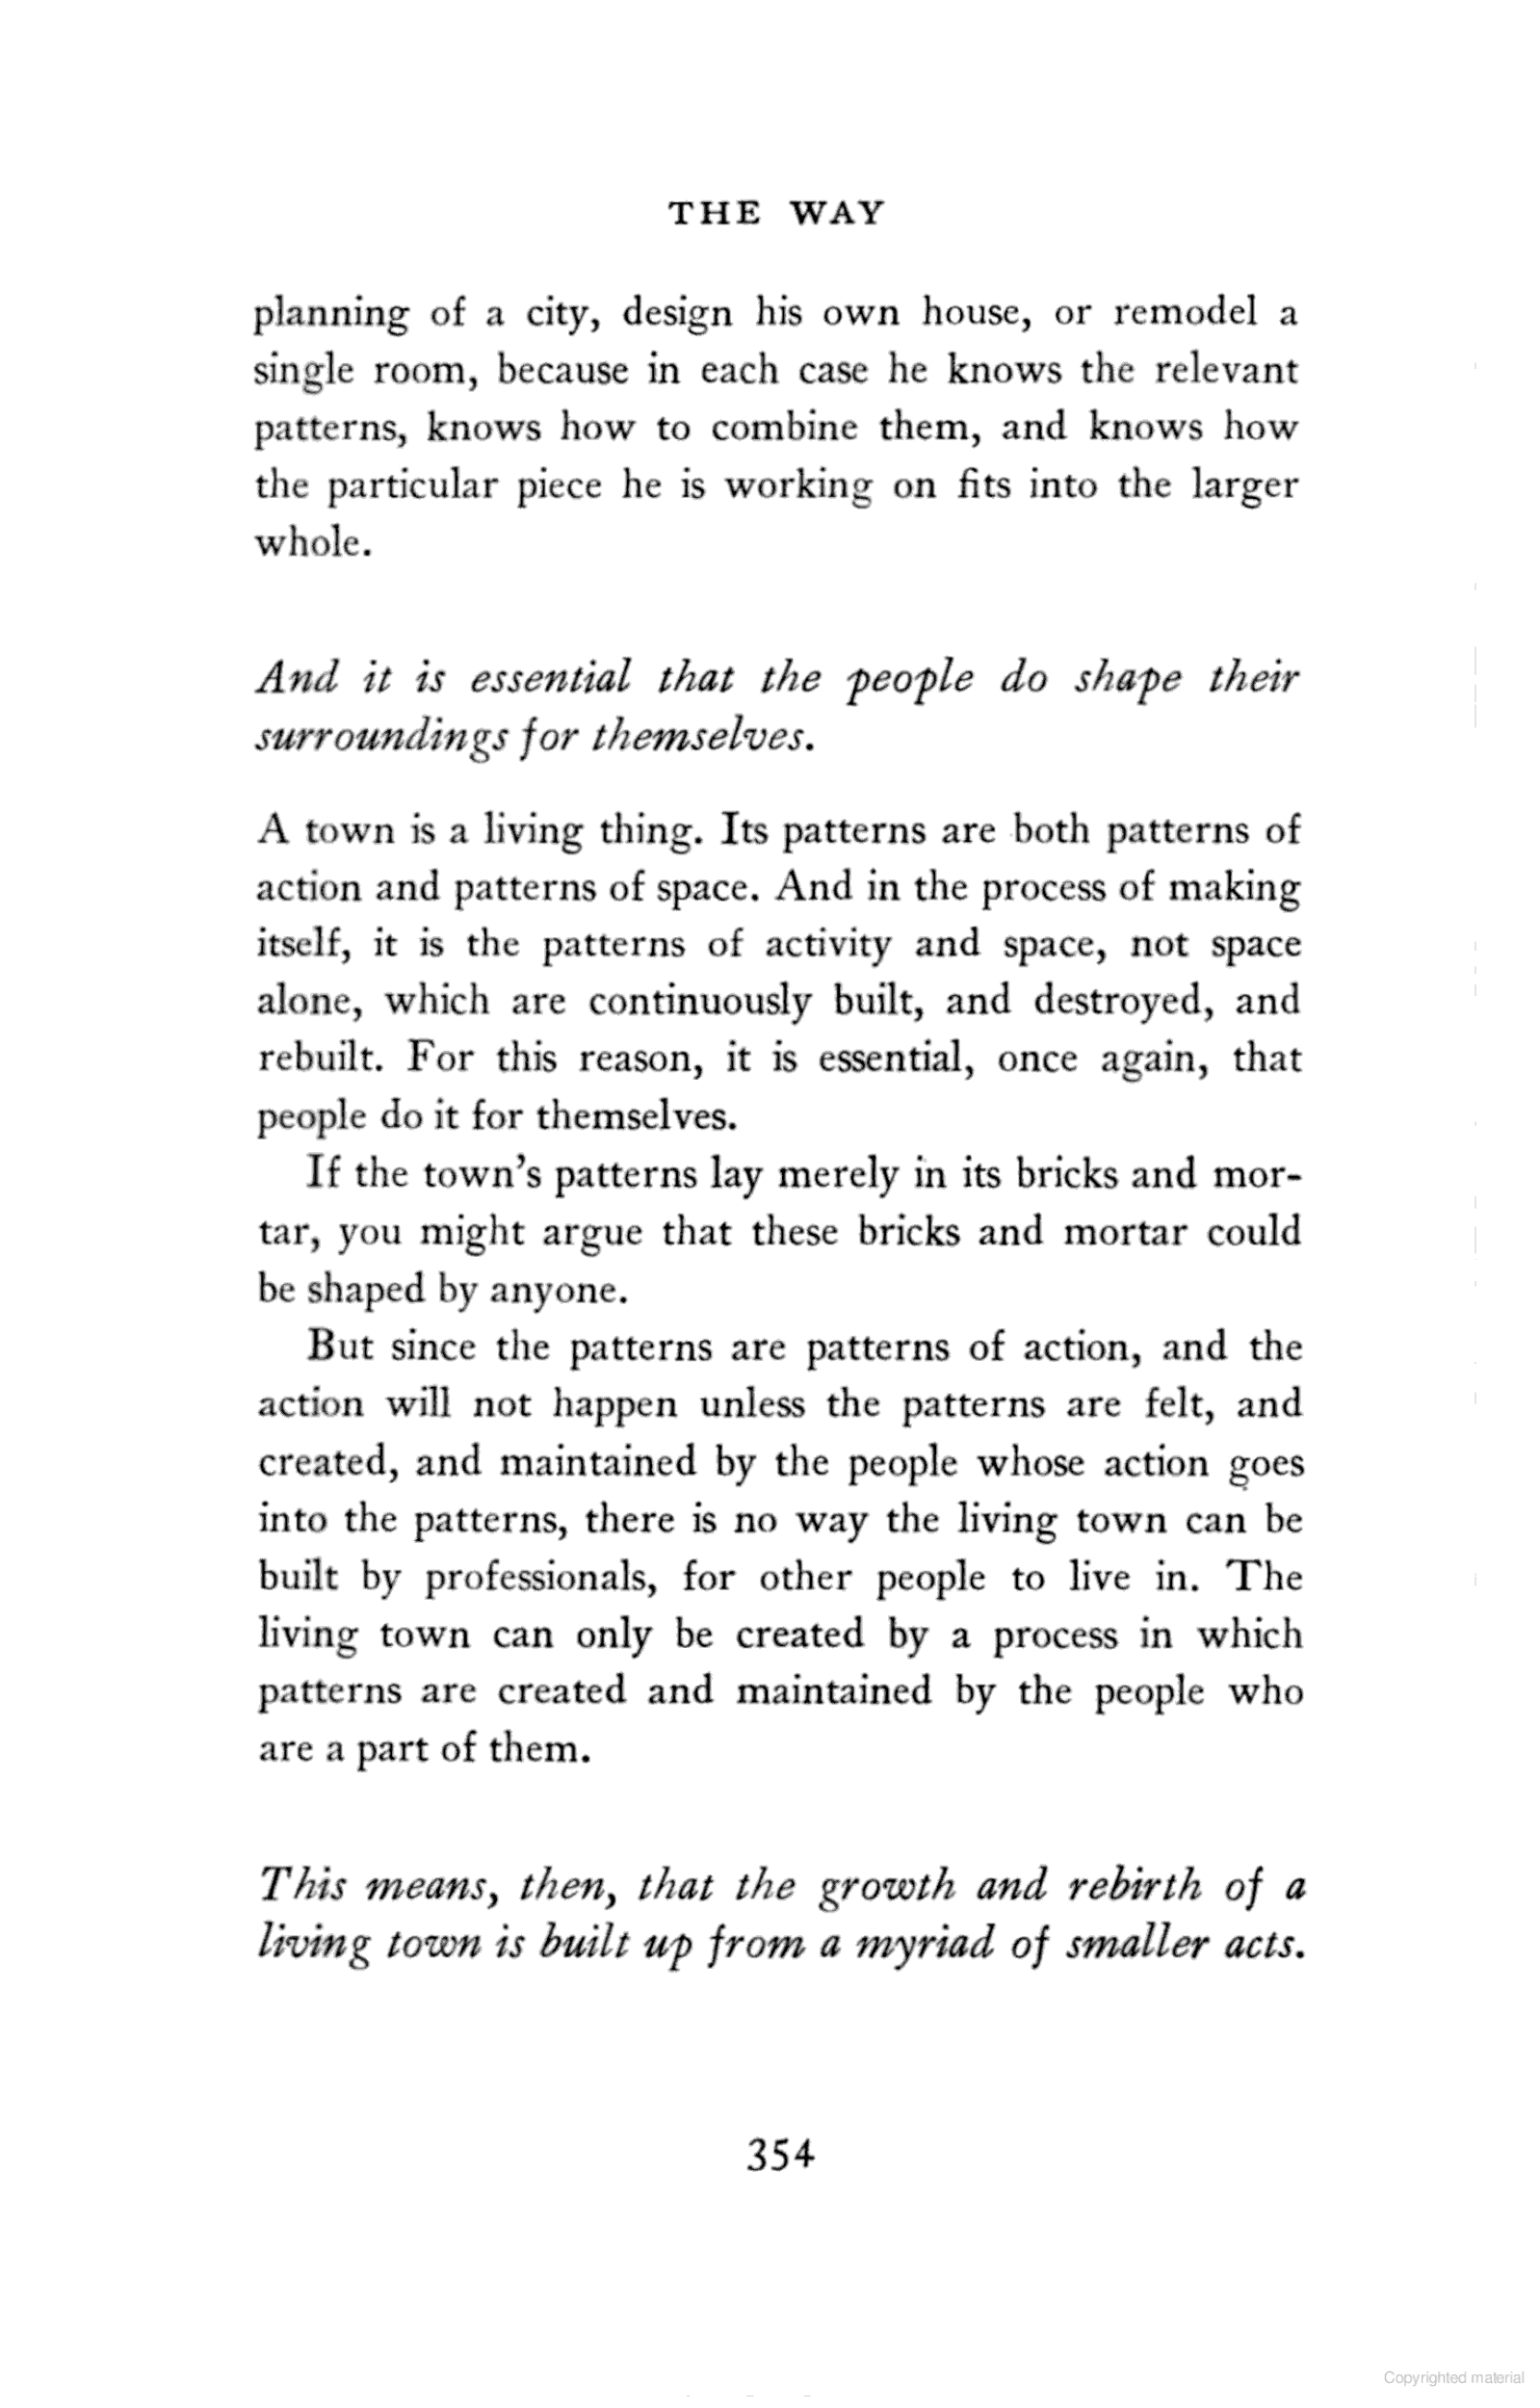 THE WAY
planning of a city, design his own house, or remodel a
single room, because in each case he knows the relevant
patterns, knows how to combine them, and knows how
the particular piece he is working on fits into the larger
whole.
And it is essential that the people do shape their
surroundings for themselves.
A town is a living thing. Its patterns are both patterns of
action and patterns of space. And in the process of making
itself, it is the patterns of activity and space, not space
alone, which are continuously built, and destroyed, and
rebuilt. For this reason, it is essential, once again, that
people do it for themselves.
If the town's patterns lay merely in its bricks and mor-
tar, you might argue that these bricks and mortar could
be shaped by anyone.
But since the patterns are patterns of action, and the
action will not happen unless the patterns are felt, and
created, and maintained by the people whose action goes
into the patterns, there is no way the living town can be
built by professionals, for other people to live in. The
living town can only be created by a process in which
patterns are created and maintained by the people who
are a part of them.
This means, then, that the growth and rebirth of a
living town is built up from a myriad of smaller acts.
354
Copyrighted material